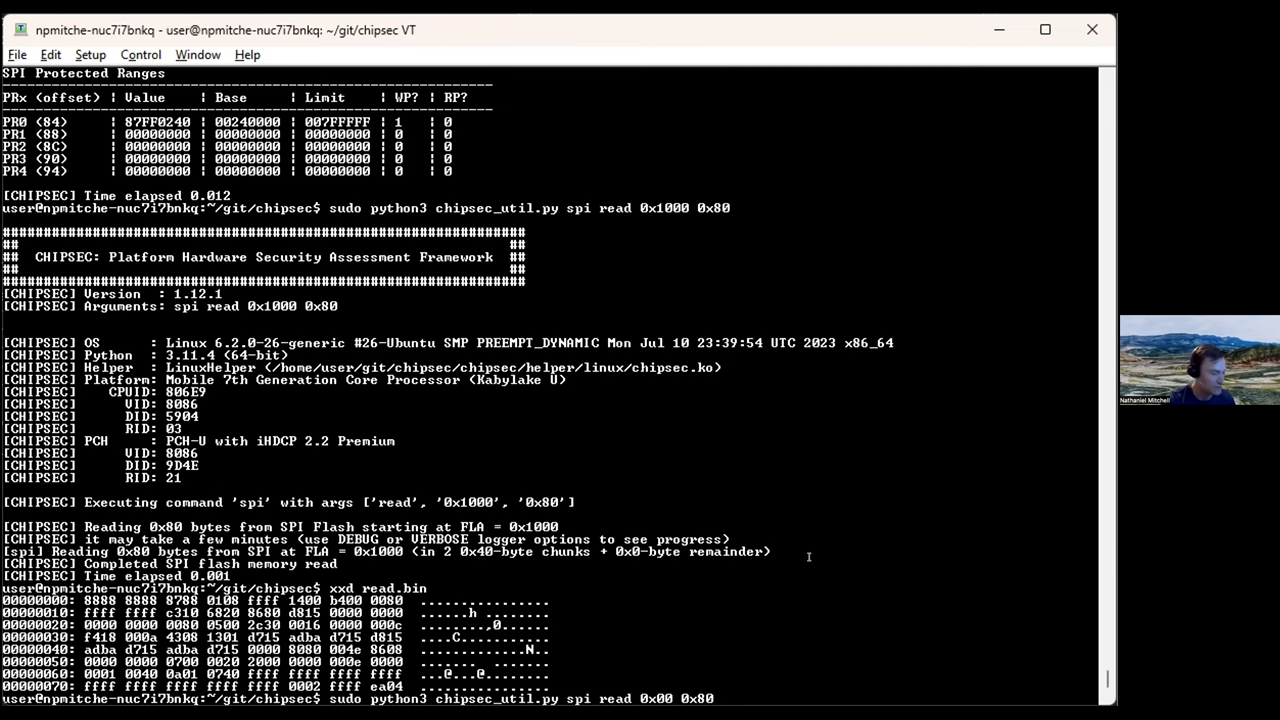 npmitche-nuc7i7bnkq - user@npmitche-nuc7i7bnkq: ~/git/chipsec VT
File Edit Setup Control Window Help
SPI Protected Ranges
------------------------------------------------------------
PRx (offset) | Value | Base | Limit | WP? | RP?
------------------------------------------------------------
PR0 (84) | 87FF0240 | 00240000 | 007FFFFF | 1 | 0
PR1 (88) | 00000000 | 00000000 | 00000000 | 0 | 0
PR2 (8C) | 00000000 | 00000000 | 00000000 | 0 | 0
PR3 (90) | 00000000 | 00000000 | 00000000 | 0 | 0
PR4 (94) | 00000000 | 00000000 | 00000000 | 0 | 0
[CHIPSEC] Time elapsed 0.012
user@npmitche-nuc7i7bnkq:~/git/chipsec$ sudo python3 chipsec_util.py spi read 0x1000 0x80
################################################################
## ##
## CHIPSEC: Platform Hardware Security Assessment Framework ##
## ##
################################################################
[CHIPSEC] Version : 1.12.1
[CHIPSEC] Arguments: spi read 0x1000 0x80
[CHIPSEC] OS : Linux 6.2.0-26-generic #26-Ubuntu SMP PREEMPT_DYNAMIC Mon Jul 10 23:39:54 UTC 2023 x86_64
[CHIPSEC] Python : 3.11.4 (64-bit)
[CHIPSEC] Helper : LinuxHelper (/home/user/git/chipsec/chipsec/helper/linux/chipsec.ko)
[CHIPSEC] Platform: Mobile 7th Generation Core Processor (Kabylake U)
[CHIPSEC] CPUID: 806E9
[CHIPSEC] VID: 8086
[CHIPSEC] DID: 5904
[CHIPSEC] RID: 03
[CHIPSEC] PCH : PCH-U with iHDCP 2.2 Premium
[CHIPSEC] VID: 8086
[CHIPSEC] DID: 9D4E
[CHIPSEC] RID: 21
[CHIPSEC] Executing command 'spi' with args ['read', '0x1000', '0x80']
[CHIPSEC] Reading 0x80 bytes from SPI Flash starting at FLA = 0x1000
[CHIPSEC] it may take a few minutes (use DEBUG or VERBOSE logger options to see progress)
[spi] Reading 0x80 bytes from SPI at FLA = 0x1000 (in 2 0x40-byte chunks + 0x0-byte remainder)
[CHIPSEC] Completed SPI flash memory read
[CHIPSEC] Time elapsed 0.001
user@npmitche-nuc7i7bnkq:~/git/chipsec$ xxd read.bin
00000000: 8888 8888 8788 0108 ffff 1400 b400 0080 ................
00000010: ffff ffff c310 6820 8680 d815 0000 0000 ......h ........
00000020: 0000 0000 0080 0500 2c30 0016 0000 000c ........,0......
00000030: f418 000a 4308 1301 d715 adba d715 d815 ....C...........
00000040: adba d715 adba d715 0000 8080 004e 8608 .............N..
00000050: 0000 0000 0700 0020 2000 0000 000e 0000 ....... .......
00000060: 0001 0040 0a01 0740 ffff ffff ffff ffff ...@...@........
00000070: ffff ffff ffff ffff ffff 0002 ffff ea04 ................
user@npmitche-nuc7i7bnkq:~/git/chipsec$ sudo python3 chipsec_util.py spi read 0x00 0x80
Nathaniel Mitchell